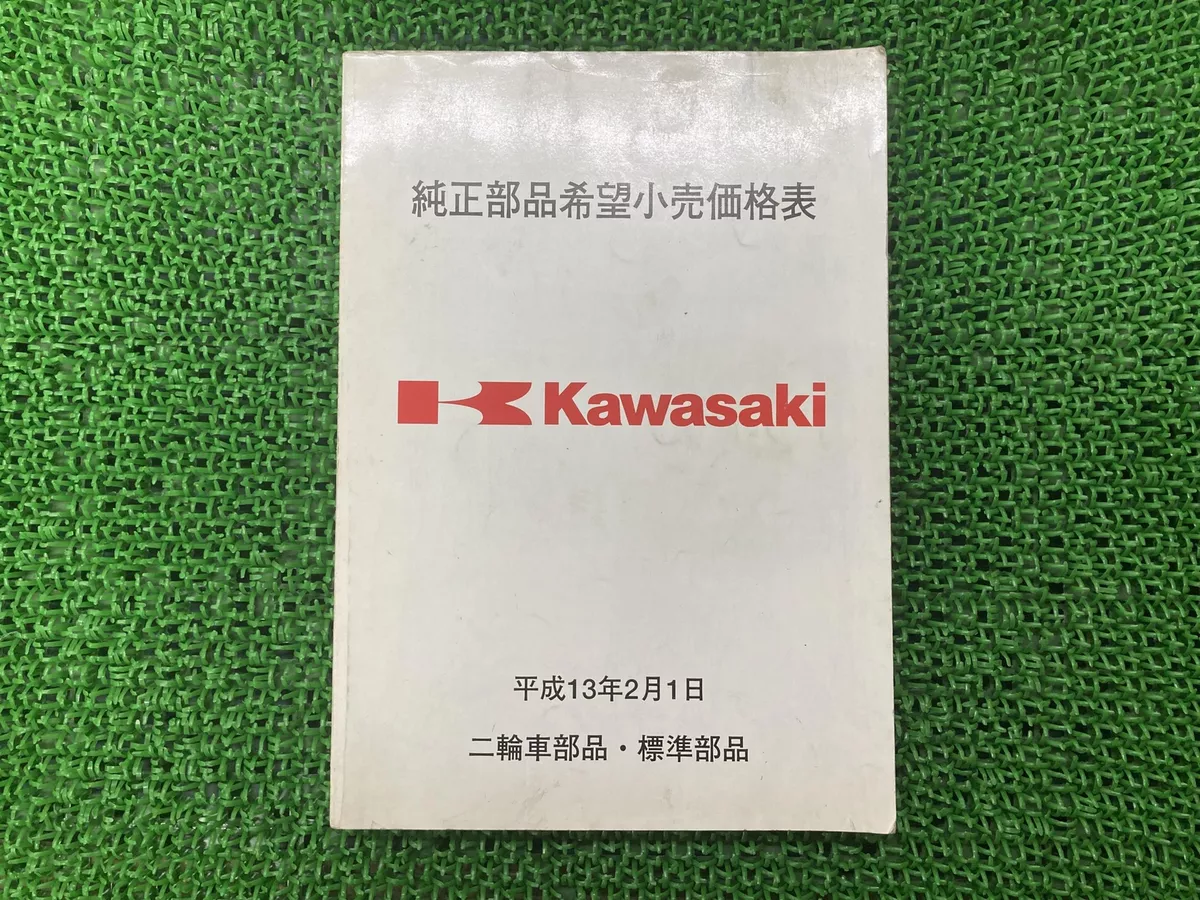 純正部品希望小売価格表
Kawasaki
平成13年2月1日
二輪車部品・標準部品